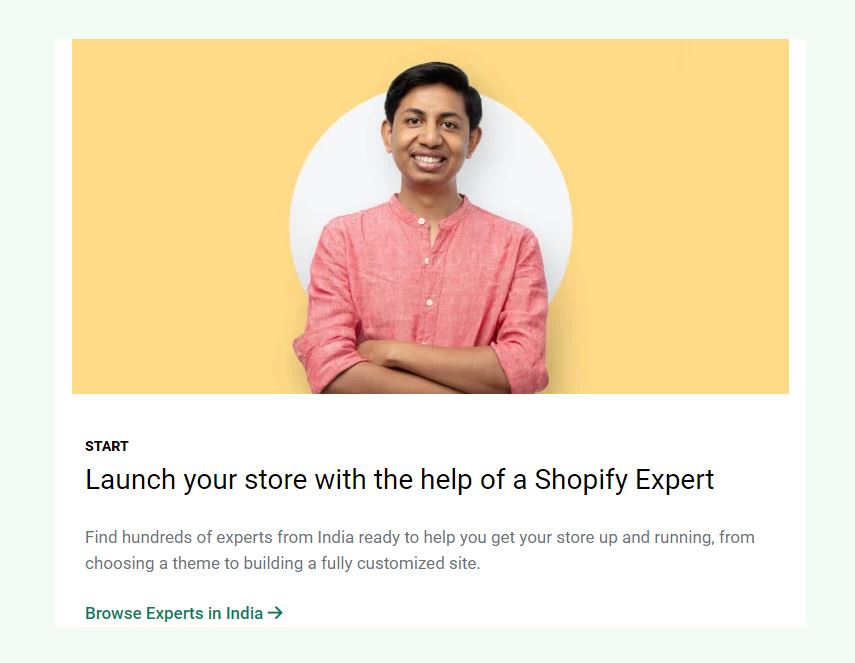 START
Launch your store with the help of a Shopify Expert
Find hundreds of experts from India ready to help you get your store up and running, from
choosing a theme to building a fully customized site.
Browse Experts in India →